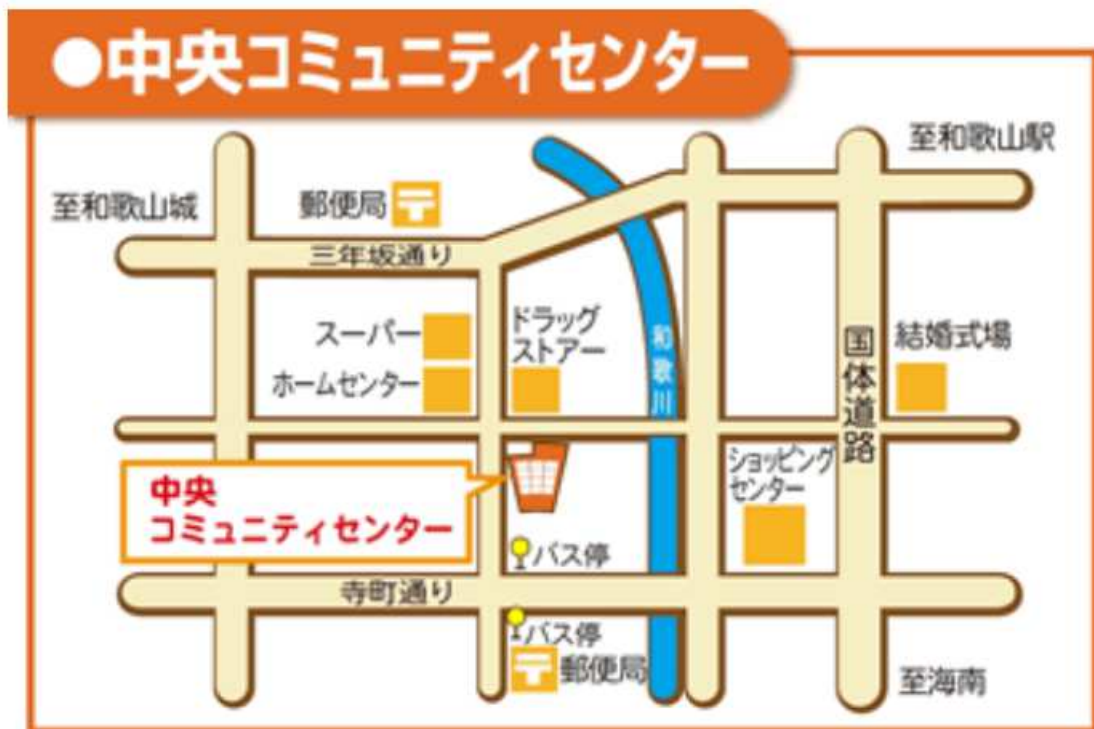 ●中央コミュニティセンター
至和歌山駅
至和歌山城
郵便局
三年坂通り
スーパー
ホームセンター
ドラッグ
ストアー
和歌川
国体道路
結婚式場
中央
コミュニティセンター
ショッピング
センター
バス停
寺町通り
バス停
郵便局
至海南